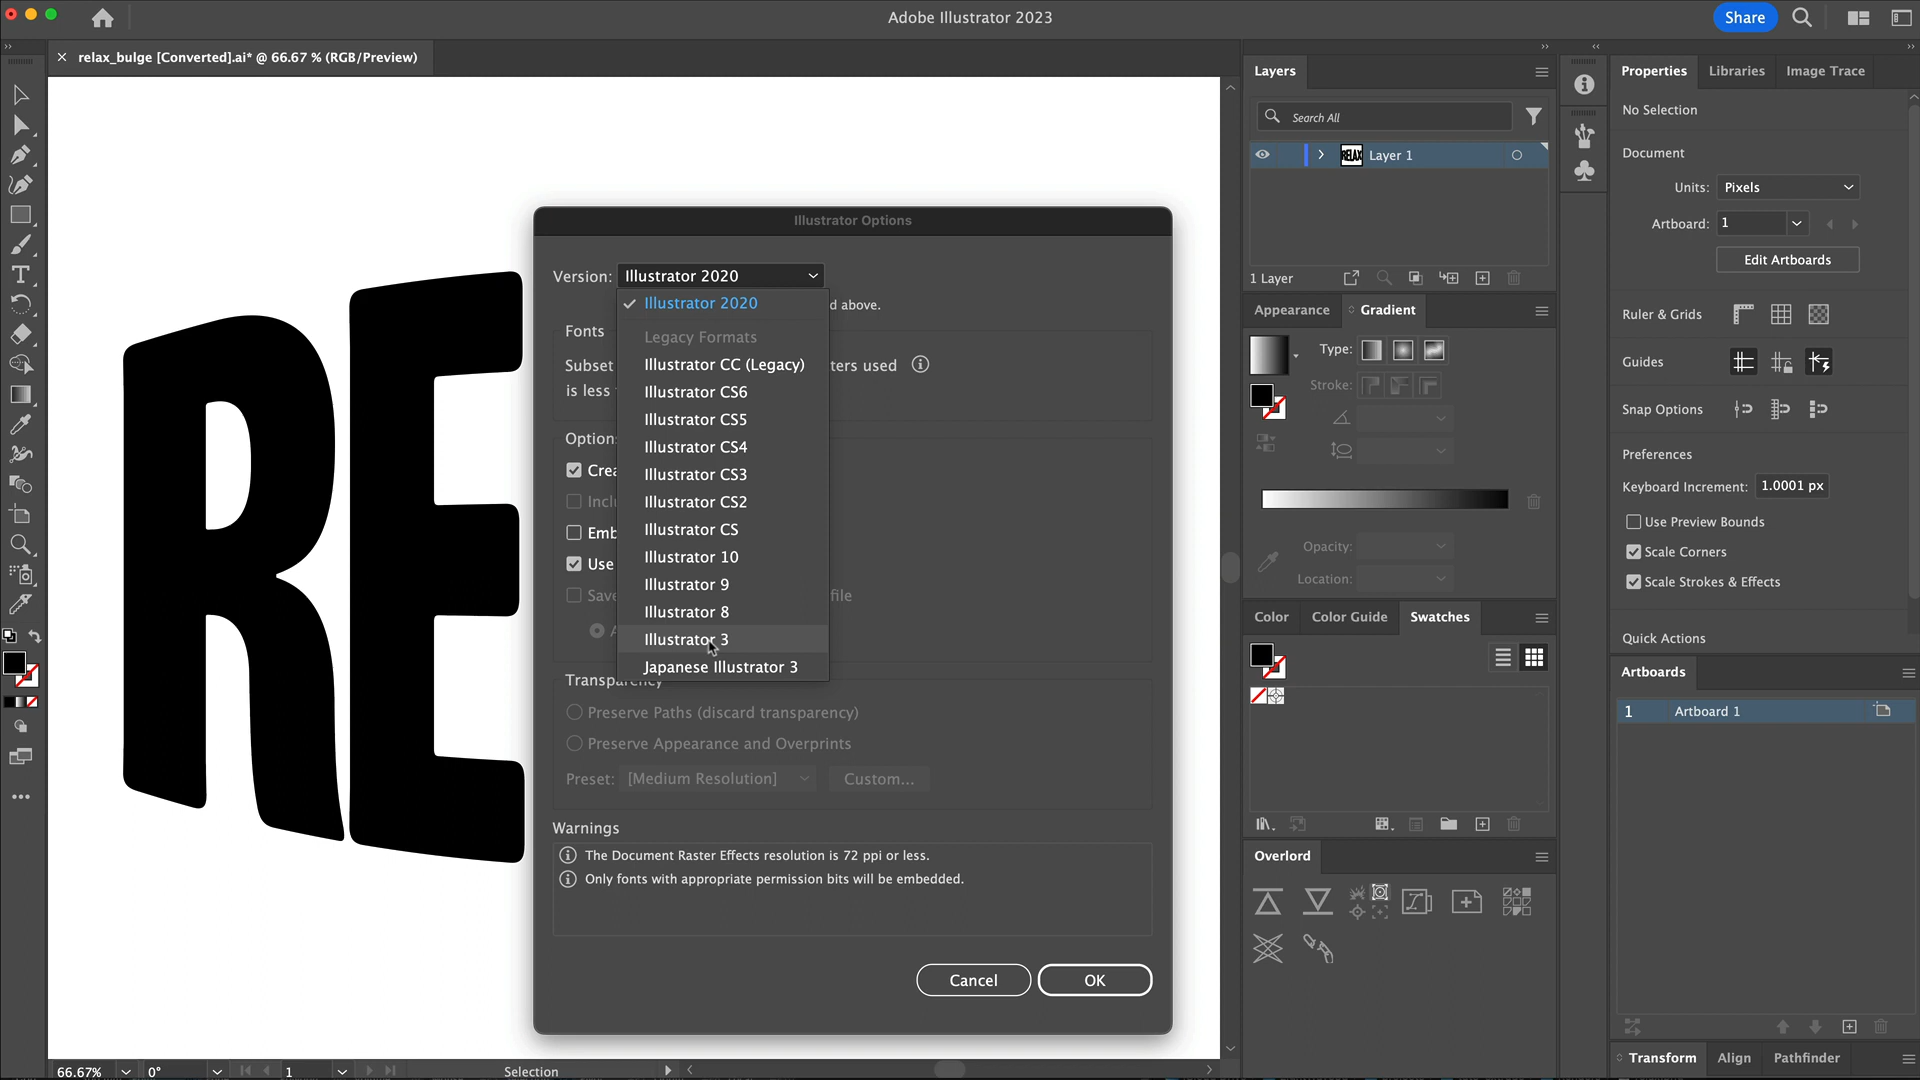 Adobe Illustrator 2023
Share
× relax_bulge [Converted].ai* @ 66.67 % (RGB/Preview)
RE
Illustrator Options
Version: Illustrator 2020
Illustrator 2020
d above.
Legacy Formats
Illustrator CC (Legacy)
Illustrator CS6
Illustrator CS5
Illustrator CS4
Illustrator CS3
Illustrator CS2
Illustrator CS
Illustrator 10
Illustrator 9
Illustrator 8
Illustrator 3
Japanese Illustrator 3
Fonts
Subset
ters used
is less
Option
Crea
Inclu
Emb
Use
Save
file
A
Transparency
Preserve Paths (discard transparency)
Preserve Appearance and Overprints
Preset: [Medium Resolution]
Custom...
Warnings
The Document Raster Effects resolution is 72 ppi or less.
Only fonts with appropriate permission bits will be embedded.
Cancel
OK
66.67%
0°
1
Selection
Layers
Search All
RELAX
Layer 1
1 Layer
Appearance
Gradient
Type:
Stroke:
Opacity:
Location:
Color
Color Guide
Swatches
Overlord
Properties
Libraries
Image Trace
No Selection
Document
Units: Pixels
Artboard: 1
Edit Artboards
Ruler & Grids
Guides
Snap Options
Preferences
Keyboard Increment: 1.0001 px
Use Preview Bounds
Scale Corners
Scale Strokes & Effects
Quick Actions
Artboards
1 Artboard 1
Transform
Align
Pathfinder